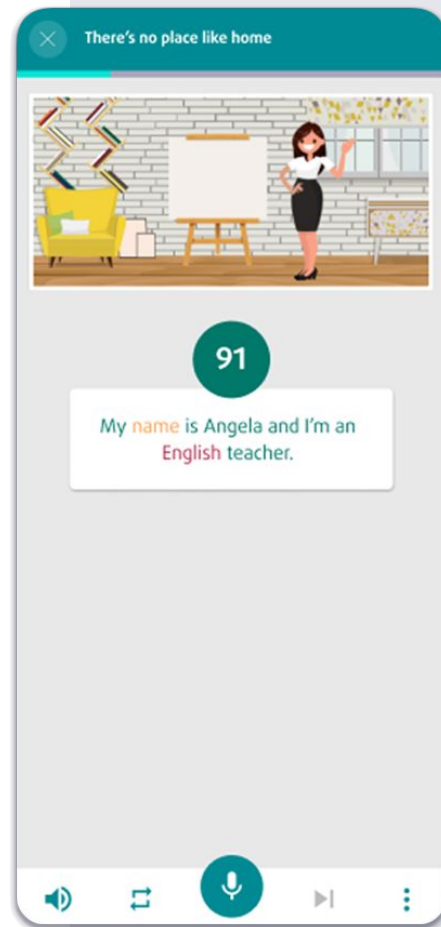 There's no place like home
91
My name is Angela and I'm an
English teacher.